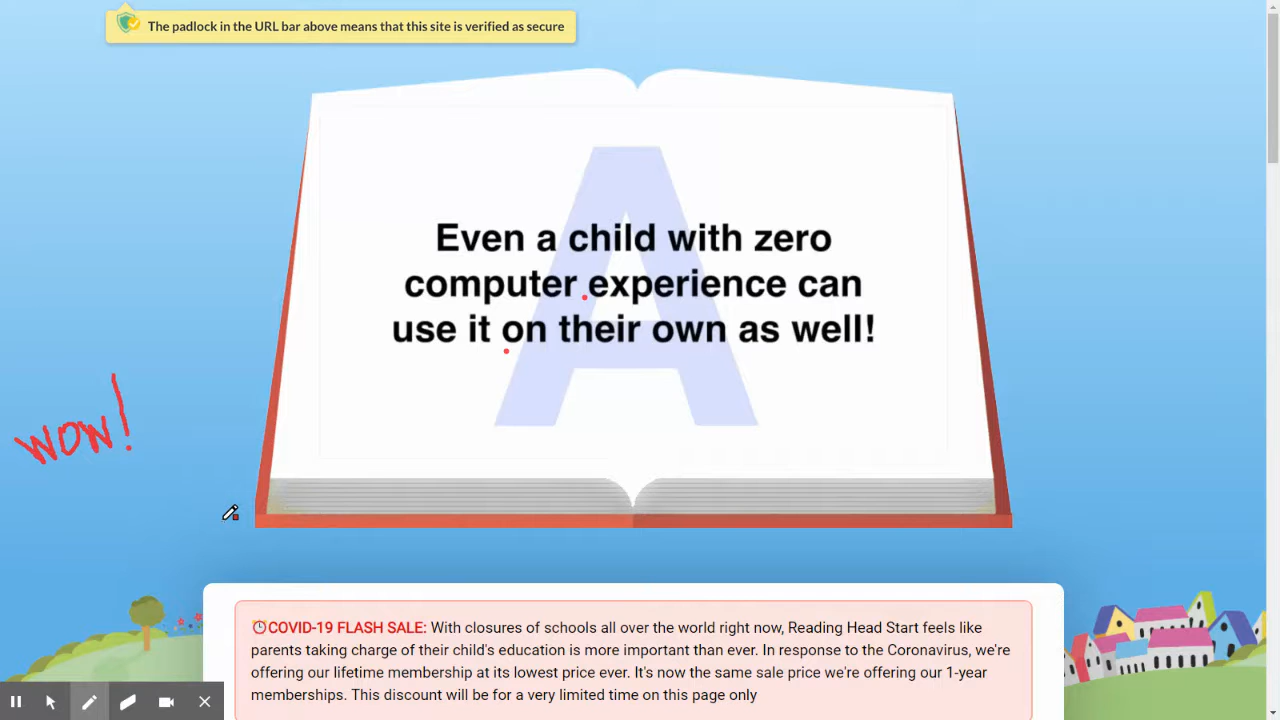 The padlock in the URL bar above means that this site is verified as secure
A
Even a child with zero
computer experience can
use it on their own as well!
wow!
COVID-19 FLASH SALE: With closures of schools all over the world right now, Reading Head Start feels like
parents taking charge of their child's education is more important than ever. In response to the Coronavirus, we're
offering our lifetime membership at its lowest price ever. It's now the same sale price we're offering our 1-year
memberships. This discount will be for a very limited time on this page only